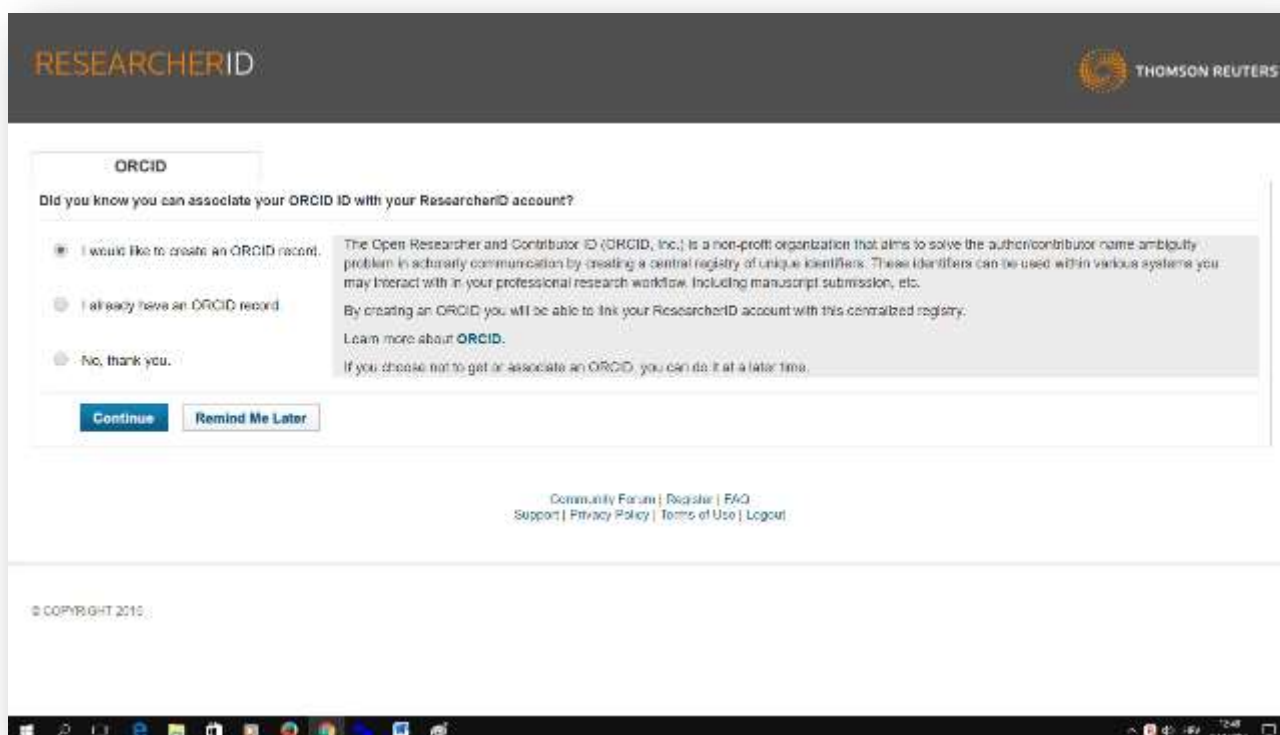 RESEARCHERID
THOMSON REUTERS
ORCID
Did you know you can associate your ORCID ID with your ResearcherID account?
I would like to create an ORCID record.
The Open Researcher and Contributor ID (ORCID, Inc.) is a non-profit organization that aims to solve the author/contributor name ambiguity
problem in scholarly communication by creating a central registry of unique identifiers. These identifiers can be used within various systems you
may interact with in your professional research workflow, including manuscript submission, etc.
I already have an ORCID record.
By creating an ORCID you will be able to link your ResearcherID account with this centralized registry.
Learn more about ORCID.
No, thank you.
If you choose not to get or associate an ORCID, you can do it at a later time.
Continue
Remind Me Later
Community Forum | Register | FAQ
Support | Privacy Policy | Terms of Use | Logout
© COPYRIGHT